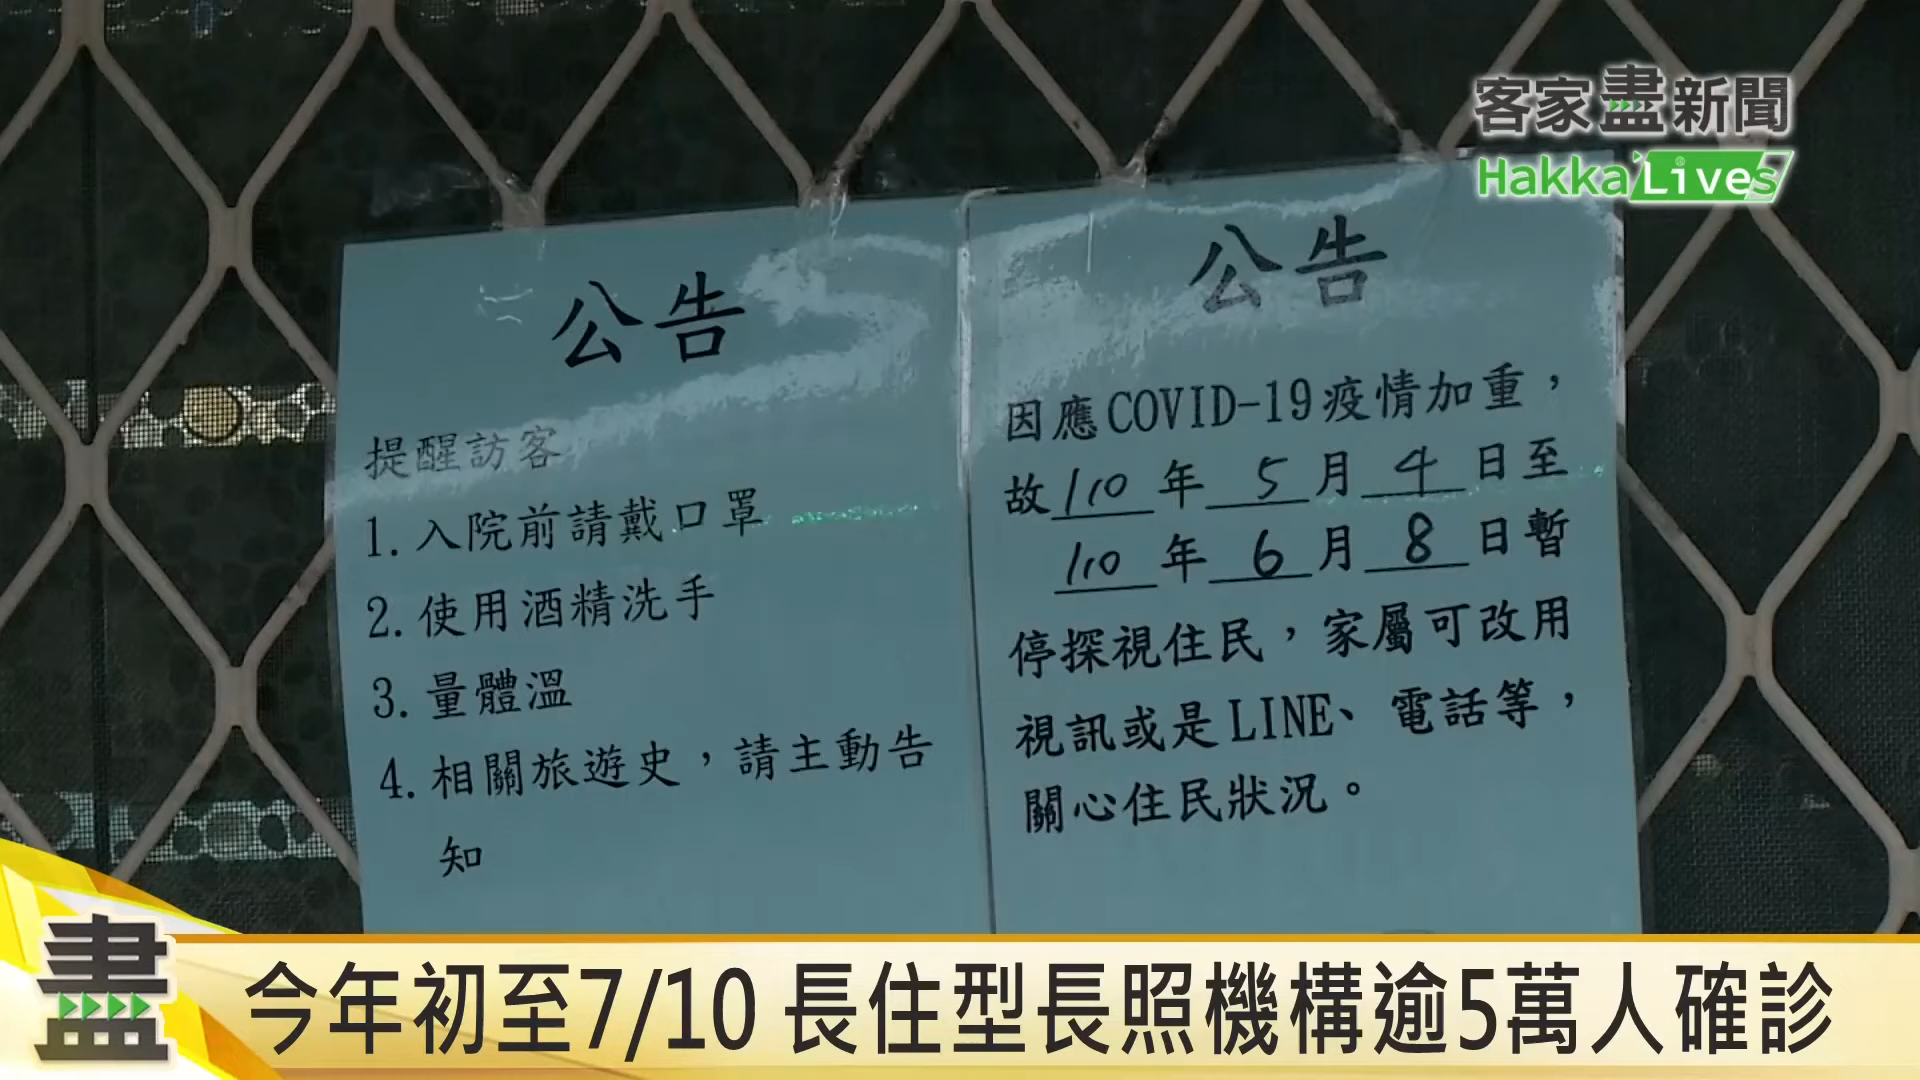 客家盡新聞
Hakka Lives
公告
提醒訪客
1. 入院前請戴口罩
2. 使用酒精洗手
3. 量體溫
4. 相關旅遊史，請主動告
知
公告
因應COVID-19疫情加重，
故110年5月4日至
110年6月8日暫
停探視住民，家屬可改用
視訊或是LINE、電話等，
關心住民狀況。
盡
今年初至7/10 長住型長照機構逾5萬人確診